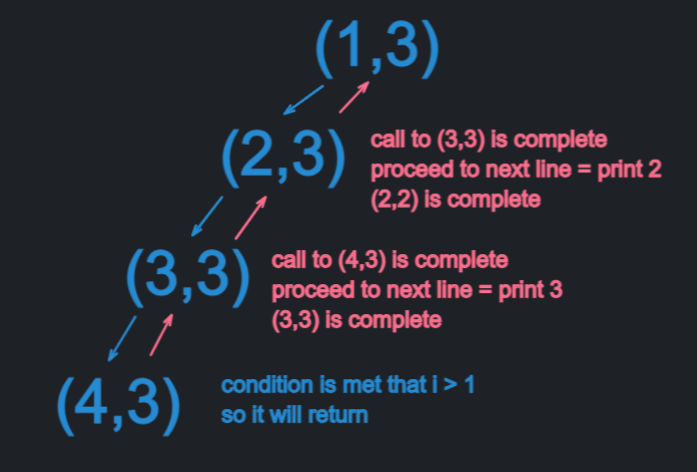 (1,3)
(2,3)
call to (3,3) is complete
proceed to next line = print 2
(2,2) is complete
(3,3)
call to (4,3) is complete
proceed to next line = print 3
(3,3) is complete
(4,3)
condition is met that i > 1
so it will return